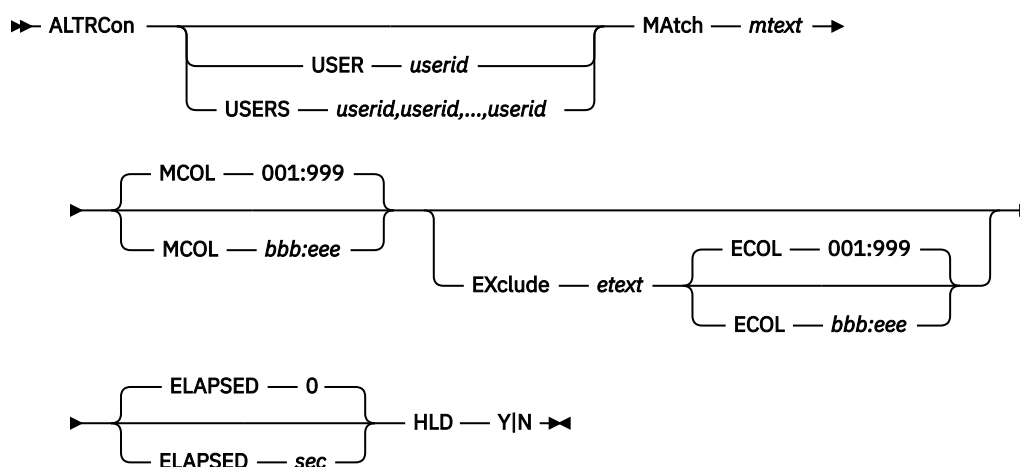 ALTRCon
USER userid
USERS userid,userid,...,userid
MAtch mtext
MCOL 001:999
MCOL bbb:eee
EXclude etext
ECOL 001:999
ECOL bbb:eee
ELAPSED 0
ELAPSED sec
HLD Y|N